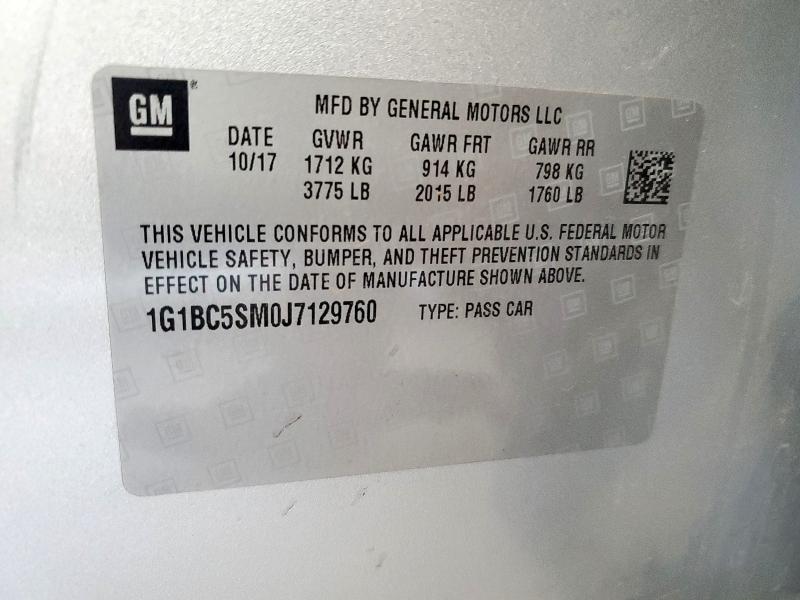 GM
MFD BY GENERAL MOTORS LLC
DATE GVWR GAWR FRT GAWR RR
10/17 1712 KG 914 KG 798 KG
3775 LB 2015 LB 1760 LB
THIS VEHICLE CONFORMS TO ALL APPLICABLE U.S. FEDERAL MOTOR
VEHICLE SAFETY, BUMPER, AND THEFT PREVENTION STANDARDS IN
EFFECT ON THE DATE OF MANUFACTURE SHOWN ABOVE.
1G1BC5SM0J7129760 TYPE: PASS CAR